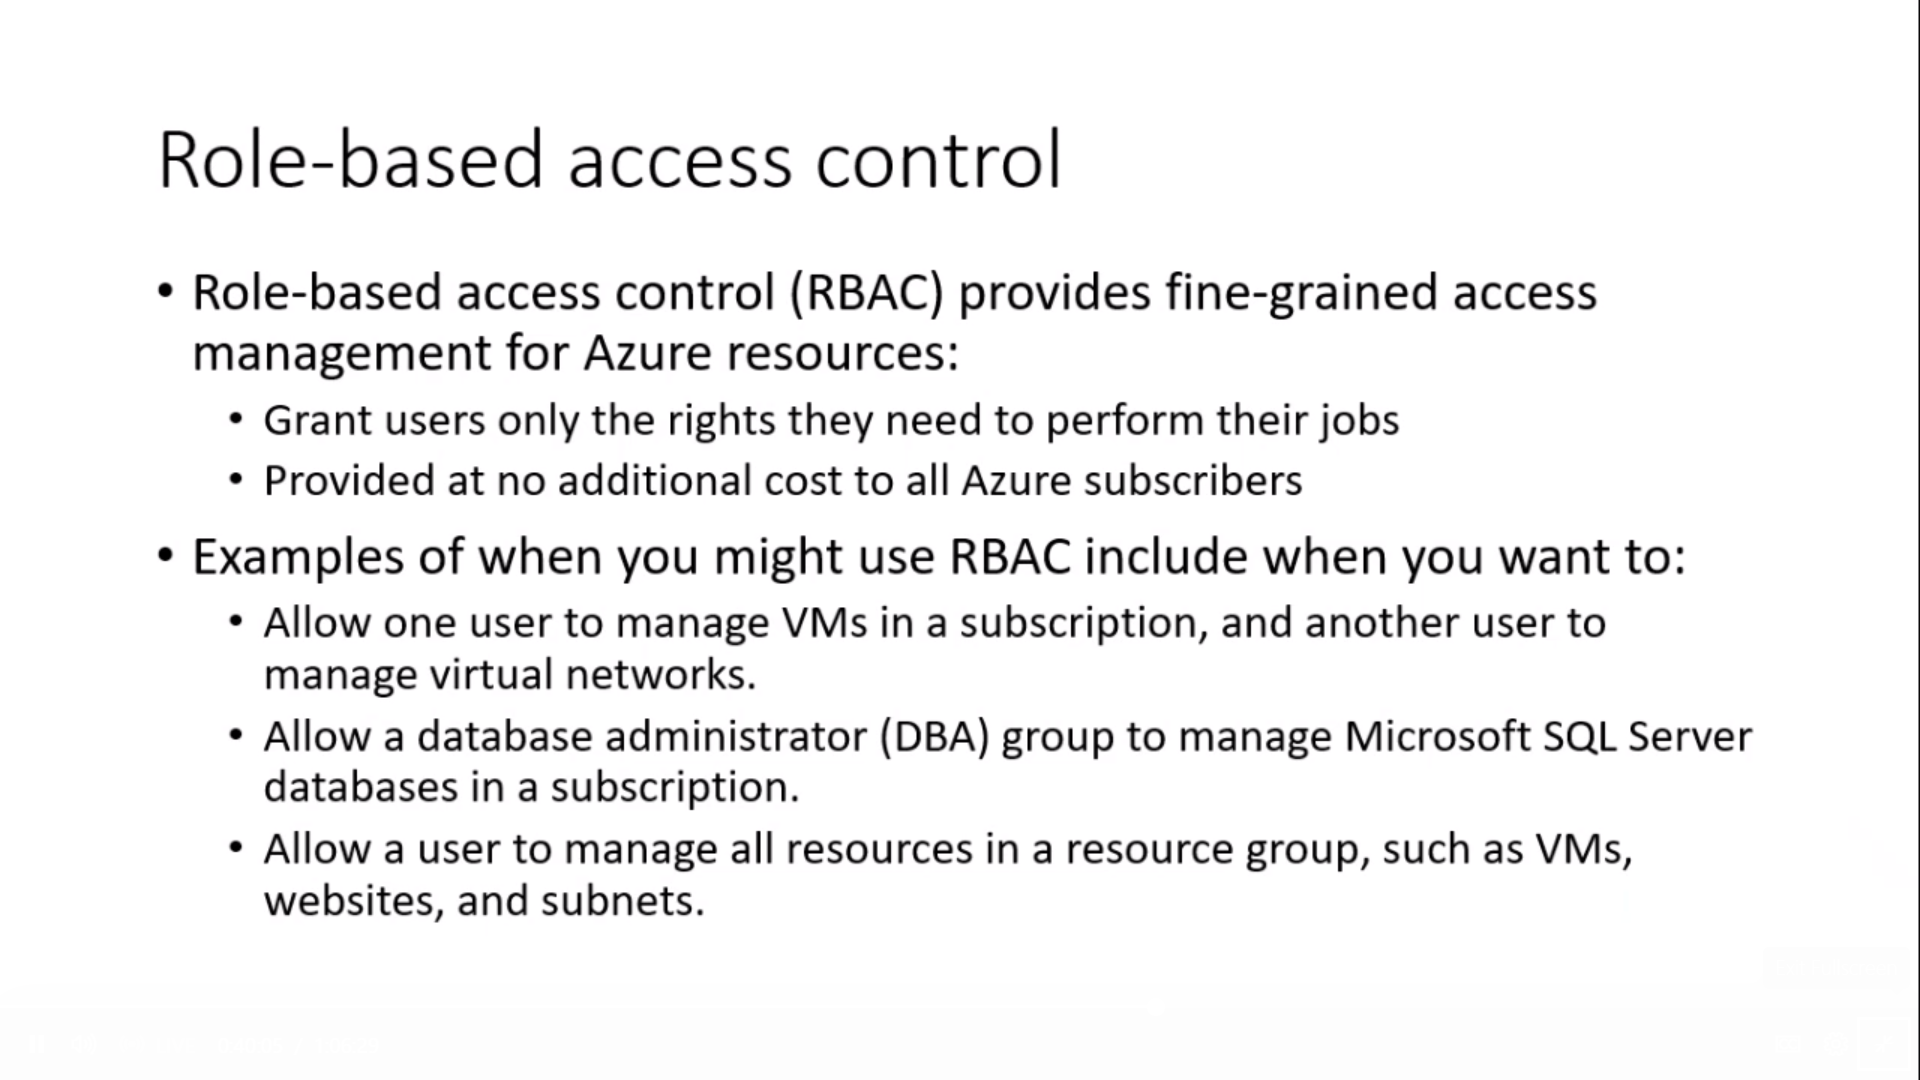 Role-based access control
• Role-based access control (RBAC) provides fine-grained access
management for Azure resources:
• Grant users only the rights they need to perform their jobs
• Provided at no additional cost to all Azure subscribers
• Examples of when you might use RBAC include when you want to:
• Allow one user to manage VMs in a subscription, and another user to
manage virtual networks.
• Allow a database administrator (DBA) group to manage Microsoft SQL Server
databases in a subscription.
• Allow a user to manage all resources in a resource group, such as VMs,
websites, and subnets.